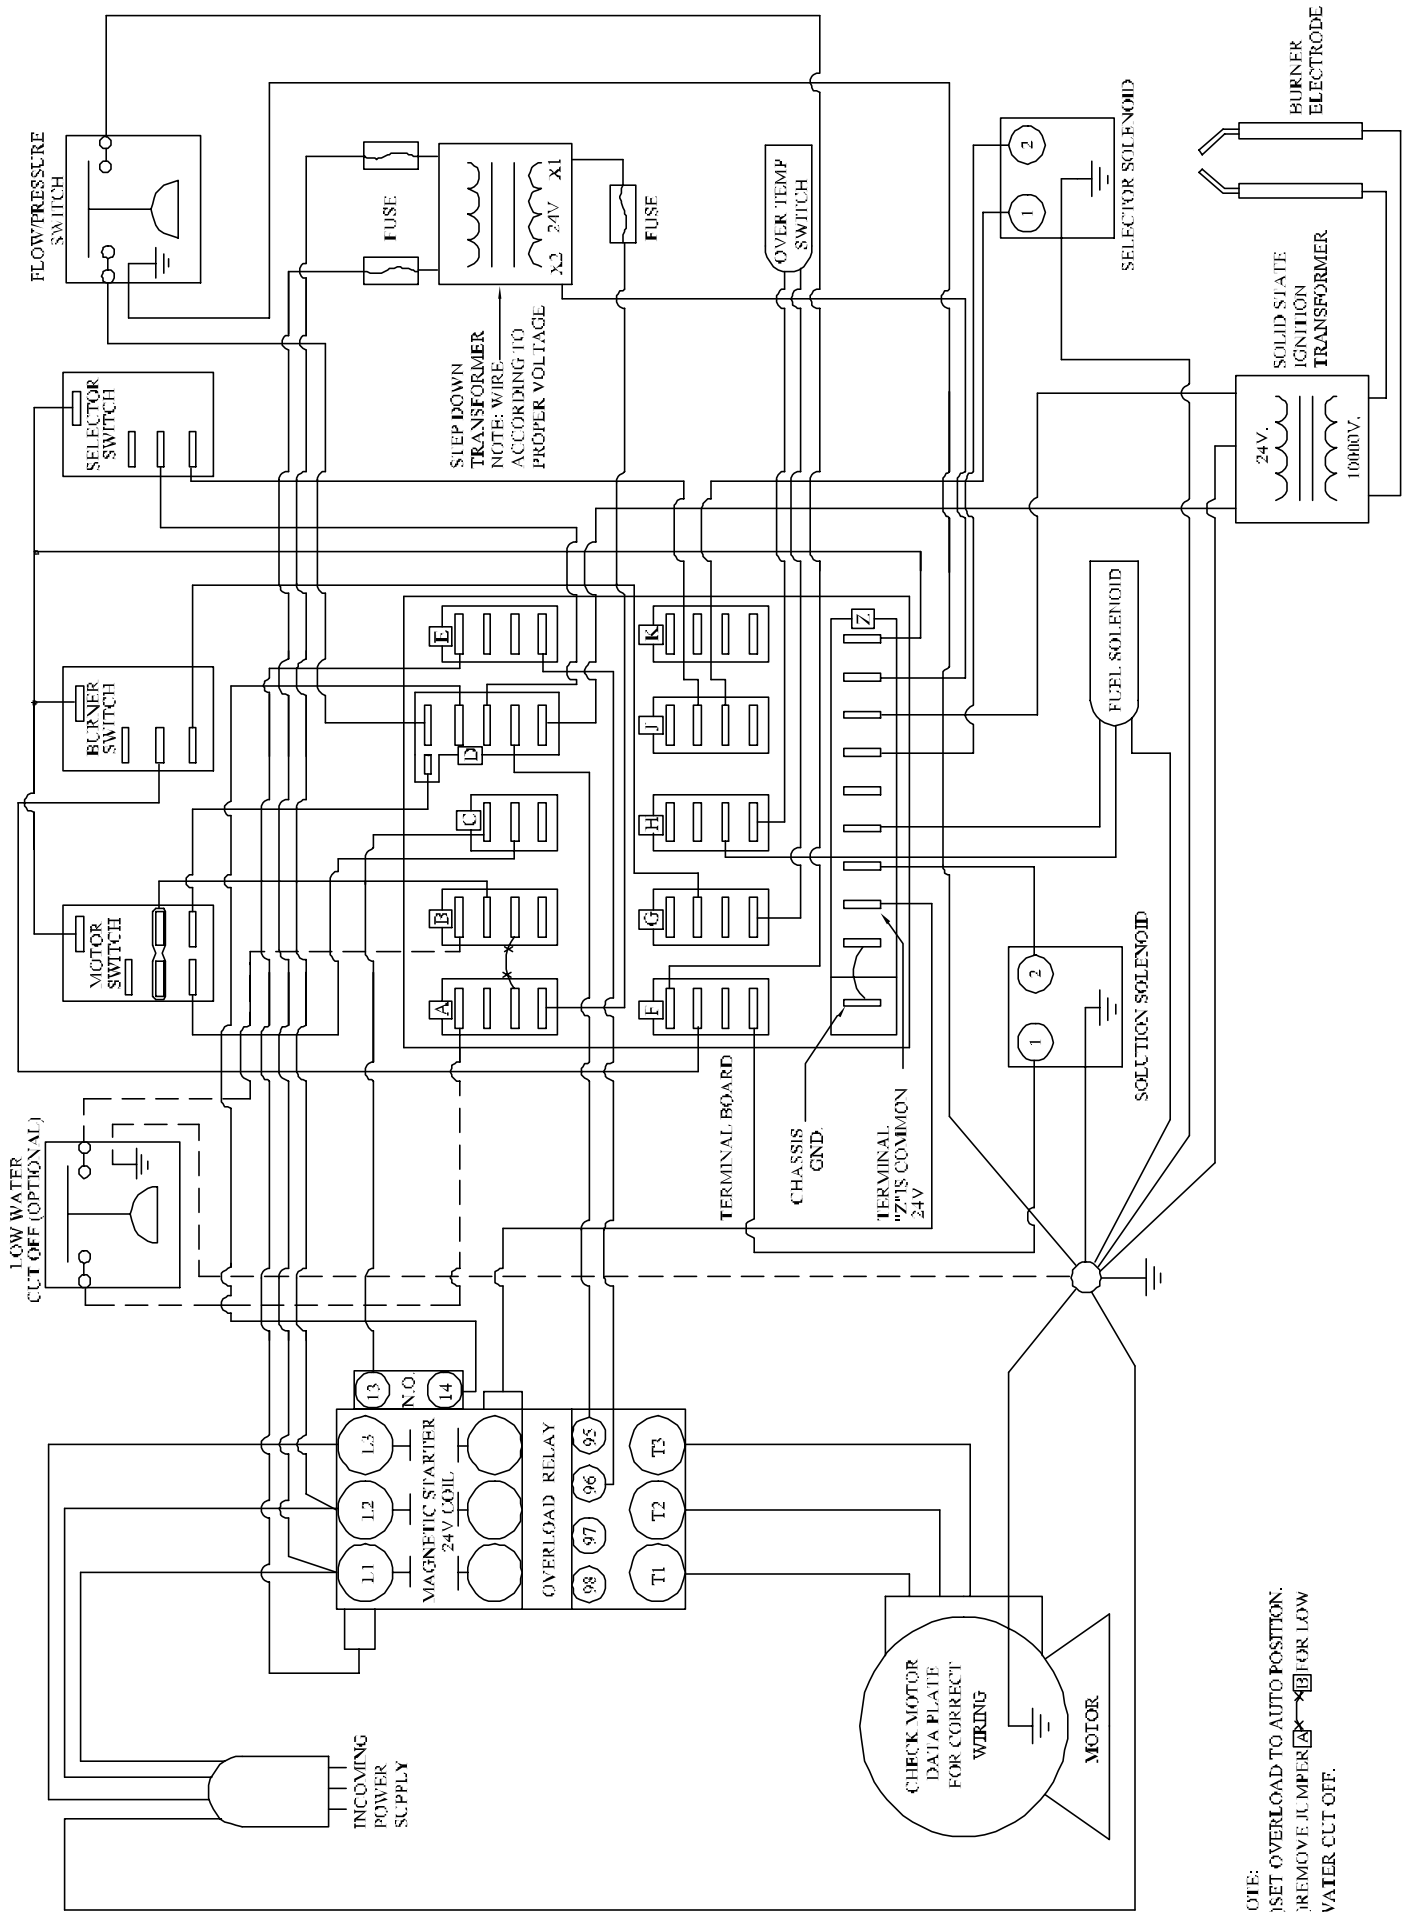 FLOW/PRESSURE
SWITCH
SELECTOR
SWITCH
BURNER
SWITCH
MOTOR
SWITCH
LOW WATER
CUT OFF (OPTIONAL)
INCOMING
POWER
SUPPLY
FUSE
X2 24V X1
FUSE
STEP DOWN
TRANSFORMER
NOTE: WIRE
ACCORDING TO
PROPER VOLTAGE
OVER TEMP
SWITCH
1 2
SELECTOR SOLENOID
BURNER
ELECTRODE
SOLID STATE
IGNITION
TRANSFORMER
24V.
10000V.
FUEL SOLENOID
A B C D E
F G H J K
Z
TERMINAL BOARD
CHASSIS
GND.
TERMINAL
"Z"IS COMMON
24V
1 2
SOLUTION SOLENOID
13
N.O.
14
L1 L2 L3
MAGNETIC STARTER
24V COIL
OVERLOAD RELAY
98 97 96 95
T1 T2 T3
CHECK MOTOR
DATA PLATE
FOR CORRECT
WIRING
MOTOR
OTE:
)SET OVERLOAD TO AUTO POSITION.
)REMOVE JUMPER A B FOR LOW
WATER CUT OFF.